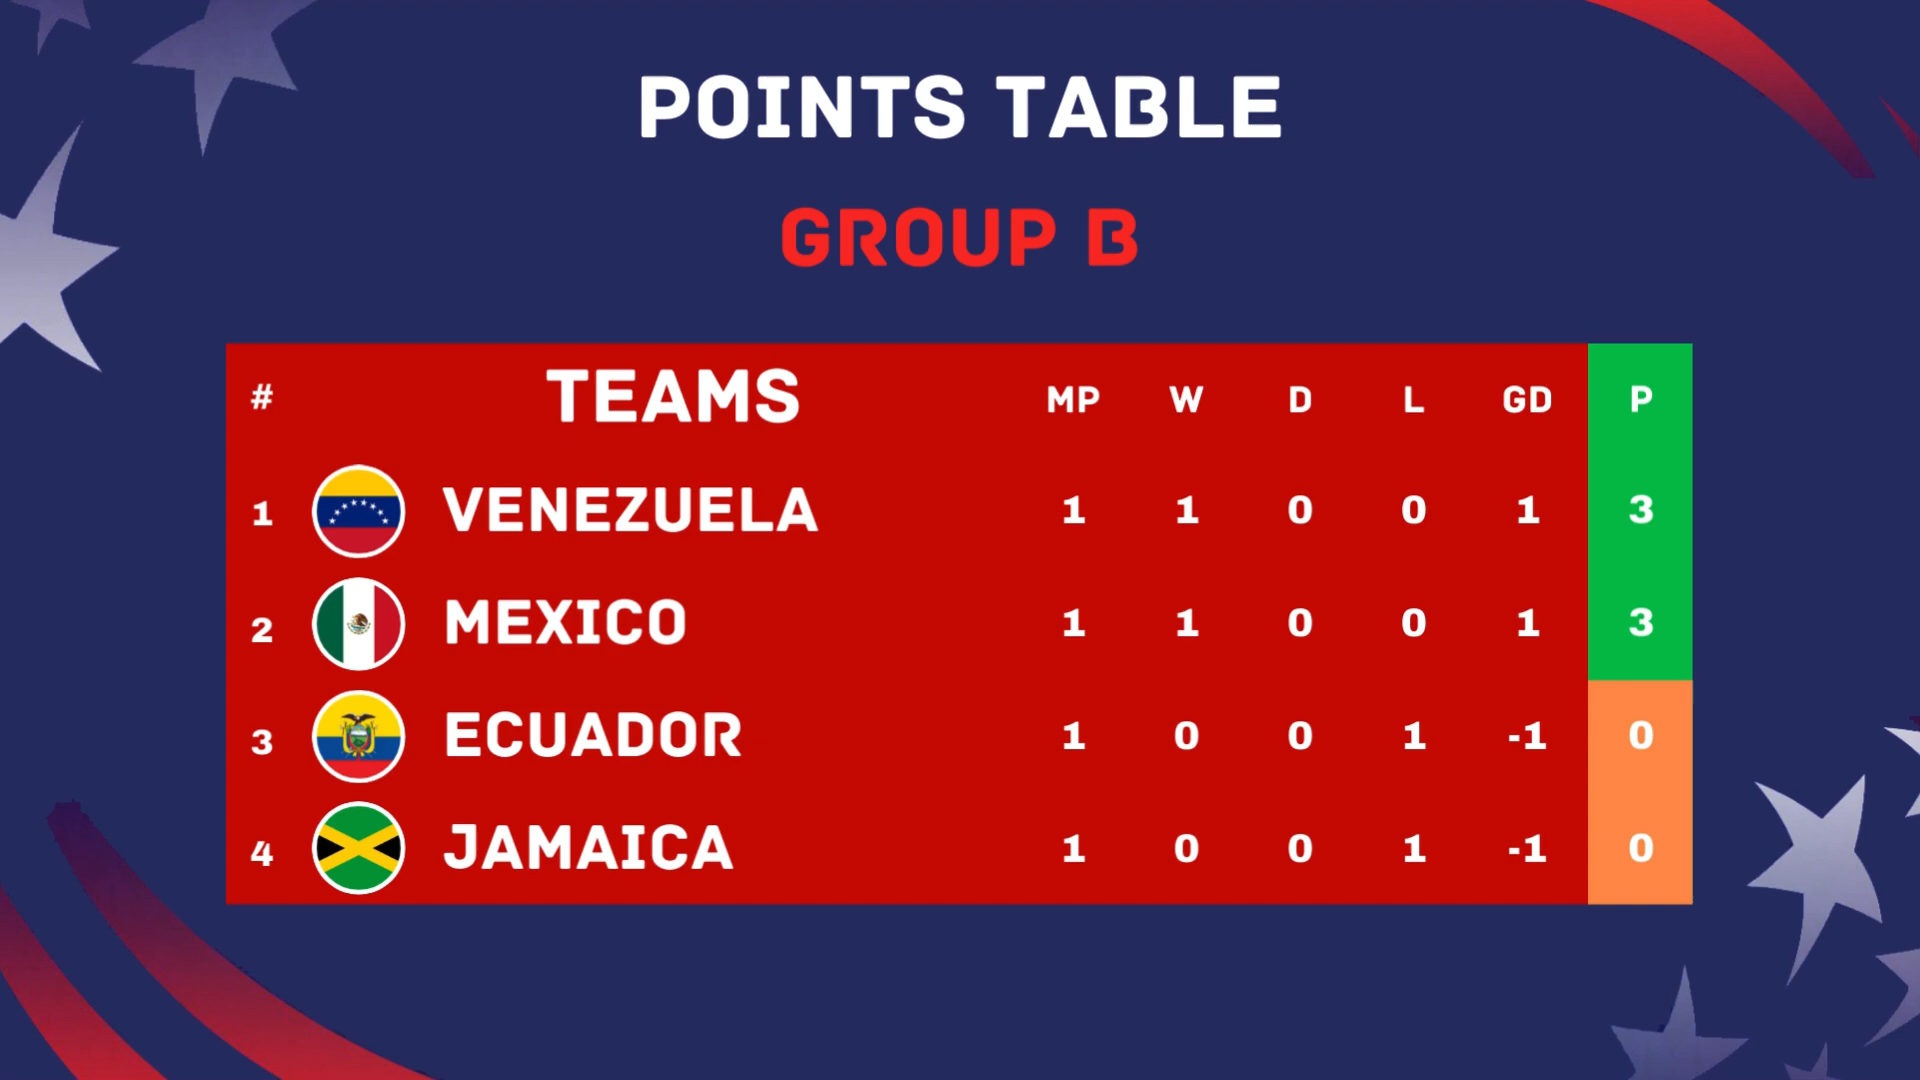 POINTS TABLE
GROUP B
# TEAMS MP W D L GD P
1 VENEZUELA 1 1 0 0 1 3
2 MEXICO 1 1 0 0 1 3
3 ECUADOR 1 0 0 1 -1 0
4 JAMAICA 1 0 0 1 -1 0